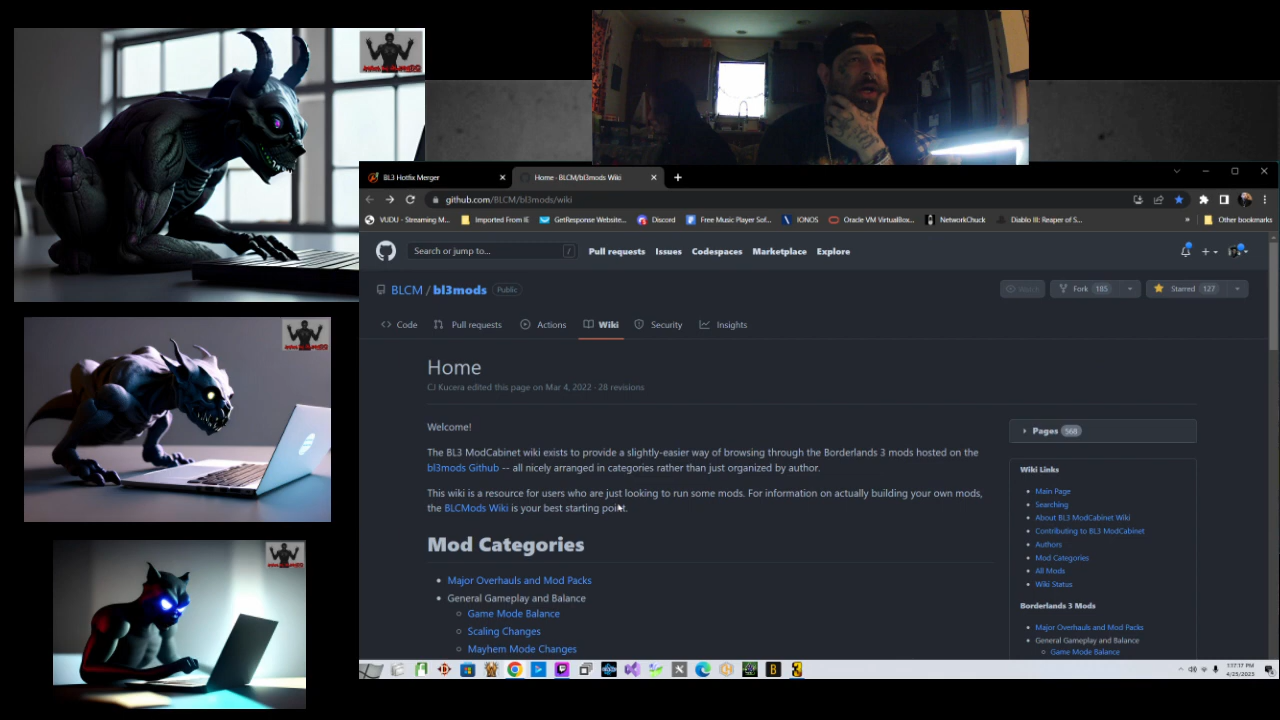 BL3 Hotfix Merger
Home · BLCM/bl3mods Wiki
github.com/BLCM/bl3mods/wiki
VUDU - Streaming M... Imported From IE GetResponse Website... Discord Free Music Player Sof... IONOS Oracle VM VirtualBox... NetworkChuck Diablo III: Reaper of S... » Other bookmarks
Search or jump to... / Pull requests Issues Codespaces Marketplace Explore
BLCM / bl3mods Public
Fork 185 Starred 127
Code Pull requests Actions Wiki Security Insights
Home
CJ Kucera edited this page on Mar 4, 2022 · 28 revisions
Welcome!
The BL3 ModCabinet wiki exists to provide a slightly-easier way of browsing through the Borderlands 3 mods hosted on the
bl3mods Github -- all nicely arranged in categories rather than just organized by author.
This wiki is a resource for users who are just looking to run some mods. For information on actually building your own mods,
the BLCMods Wiki is your best starting point.
Mod Categories
Major Overhauls and Mod Packs
General Gameplay and Balance
Game Mode Balance
Scaling Changes
Mayhem Mode Changes
Pages 568
Wiki Links
Main Page
Searching
About BL3 ModCabinet Wiki
Contributing to BL3 ModCabinet
Authors
Mod Categories
All Mods
Wiki Status
Borderlands 3 Mods
Major Overhauls and Mod Packs
General Gameplay and Balance
Game Mode Balance
1:17:17 PM
4/25/2023